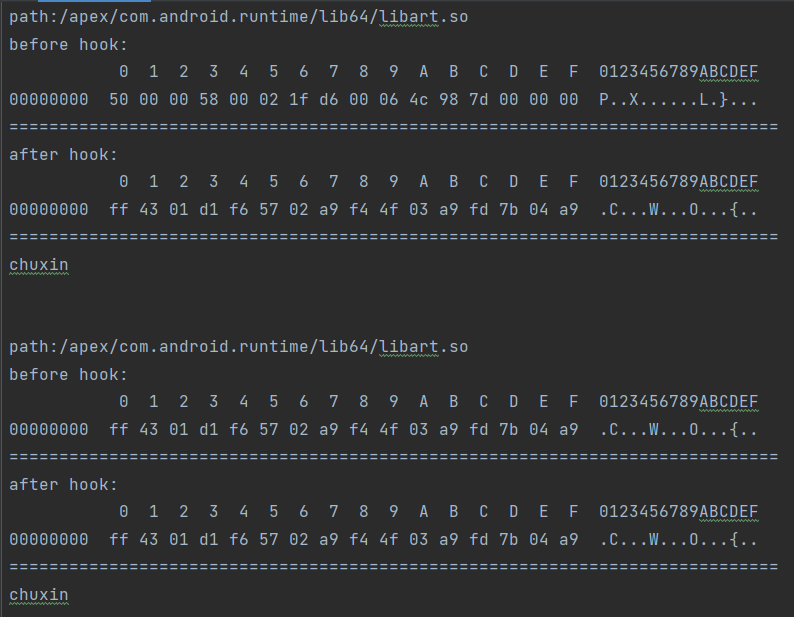 path:/apex/com.android.runtime/lib64/libart.so
before hook:
           0  1  2  3  4  5  6  7  8  9  A  B  C  D  E  F  0123456789ABCDEF
00000000  50 00 00 58 00 02 1f d6 00 06 4c 98 7d 00 00 00  P..X......L.}...
=============================================================================
after hook:
           0  1  2  3  4  5  6  7  8  9  A  B  C  D  E  F  0123456789ABCDEF
00000000  ff 43 01 d1 f6 57 02 a9 f4 4f 03 a9 fd 7b 04 a9  .C...W...O...{..
=============================================================================
chuxin
path:/apex/com.android.runtime/lib64/libart.so
before hook:
           0  1  2  3  4  5  6  7  8  9  A  B  C  D  E  F  0123456789ABCDEF
00000000  ff 43 01 d1 f6 57 02 a9 f4 4f 03 a9 fd 7b 04 a9  .C...W...O...{..
=============================================================================
after hook:
           0  1  2  3  4  5  6  7  8  9  A  B  C  D  E  F  0123456789ABCDEF
00000000  ff 43 01 d1 f6 57 02 a9 f4 4f 03 a9 fd 7b 04 a9  .C...W...O...{..
=============================================================================
chuxin